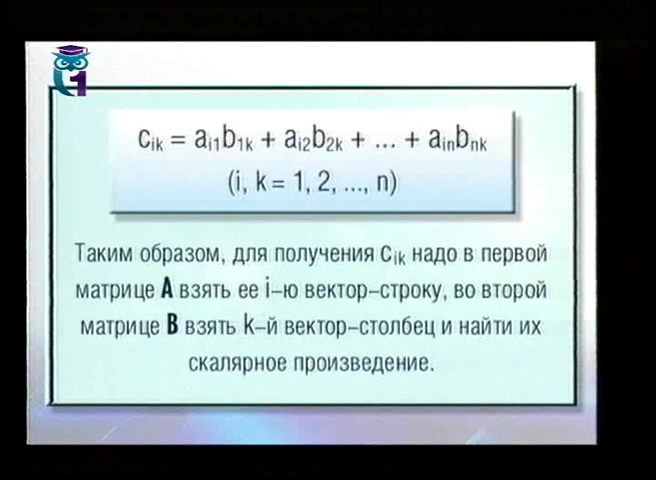 1
cᵢₖ = aᵢ₁b₁ₖ + aᵢ₂b₂ₖ + ... + aᵢₙbₙₖ
(i, k = 1, 2, ..., n)
Таким образом, для получения cᵢₖ надо в первой
матрице A взять ее i–ю вектор–строку, во второй
матрице B взять k–й вектор–столбец и найти их
скалярное произведение.